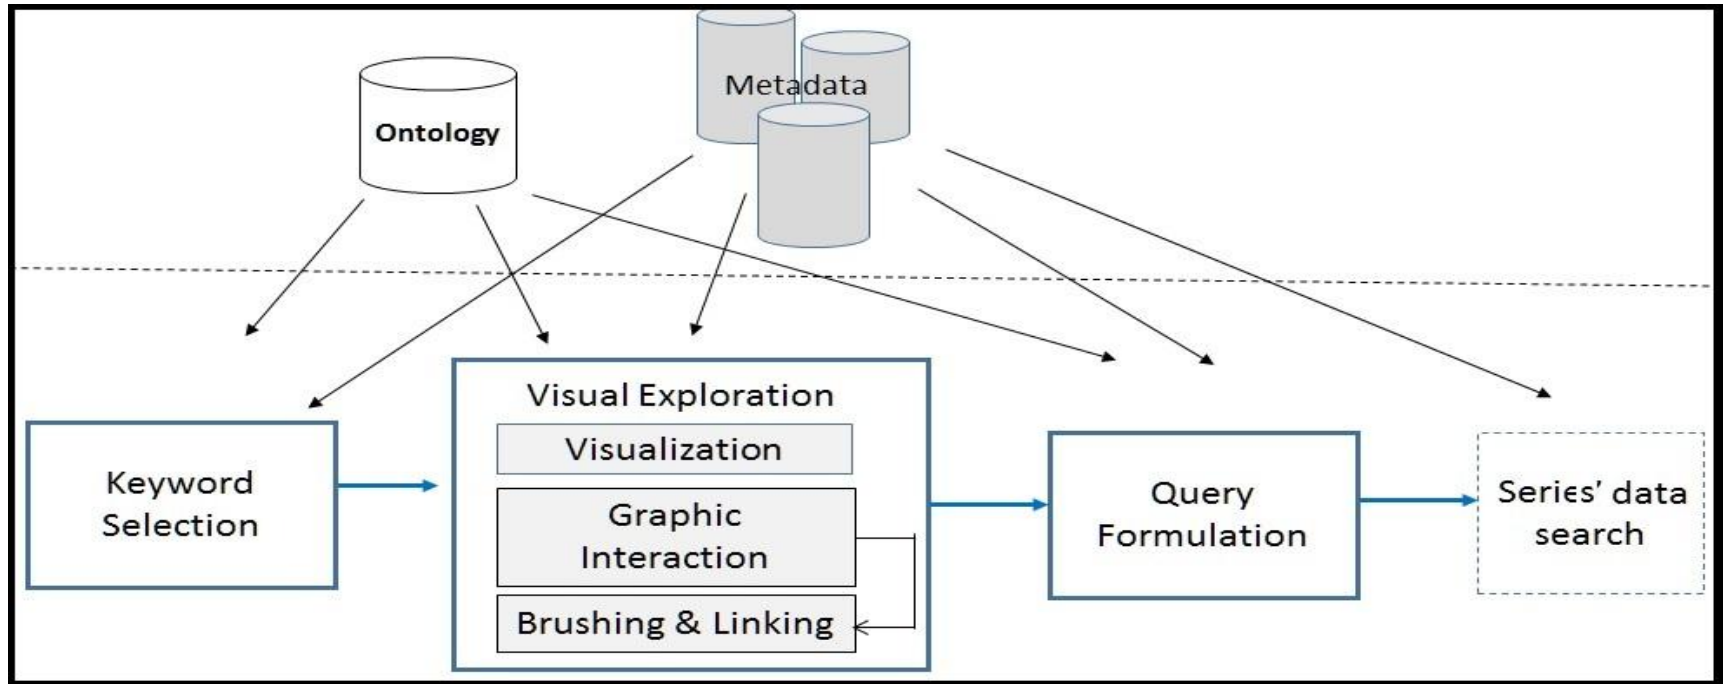 Metadata
Ontology
Visual Exploration
Visualization
Keyword
Selection
Graphic
Interaction
Brushing & Linking
Query
Formulation
Series’ data
search